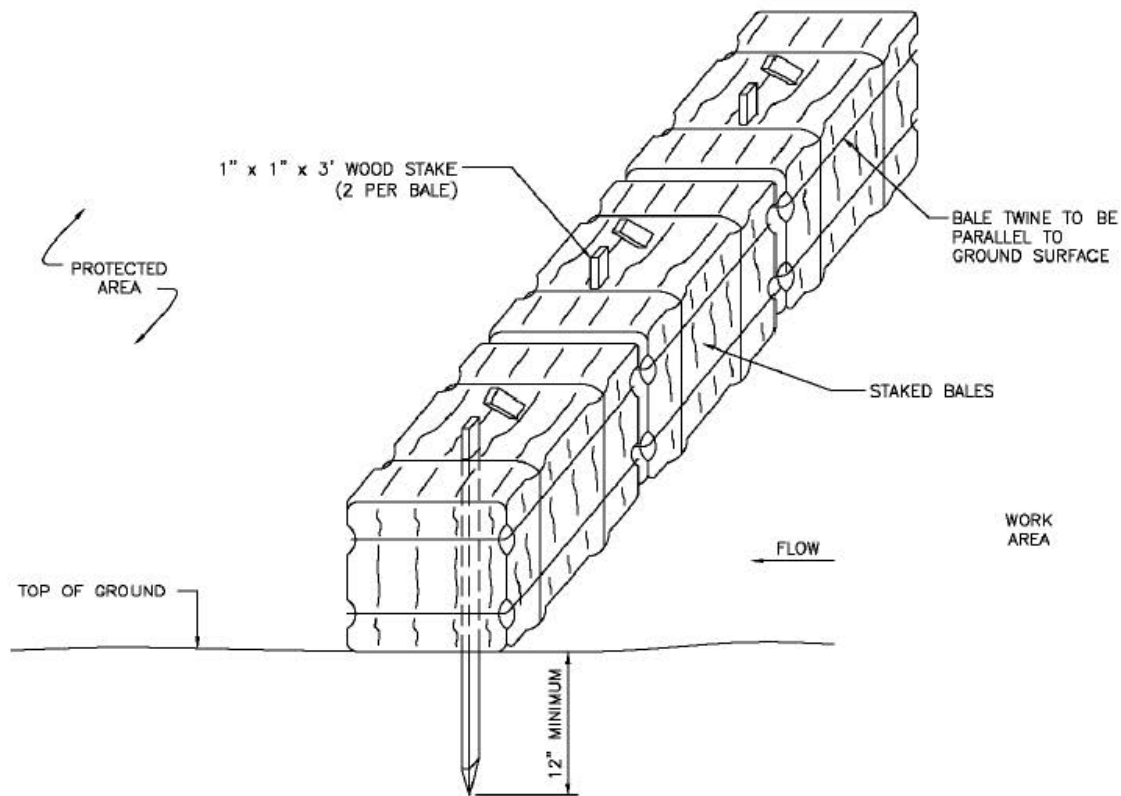 1" x 1" x 3' WOOD STAKE
(2 PER BALE)
BALE TWINE TO BE
PARALLEL TO
GROUND SURFACE
PROTECTED
AREA
STAKED BALES
WORK
AREA
FLOW
TOP OF GROUND
12" MINIMUM